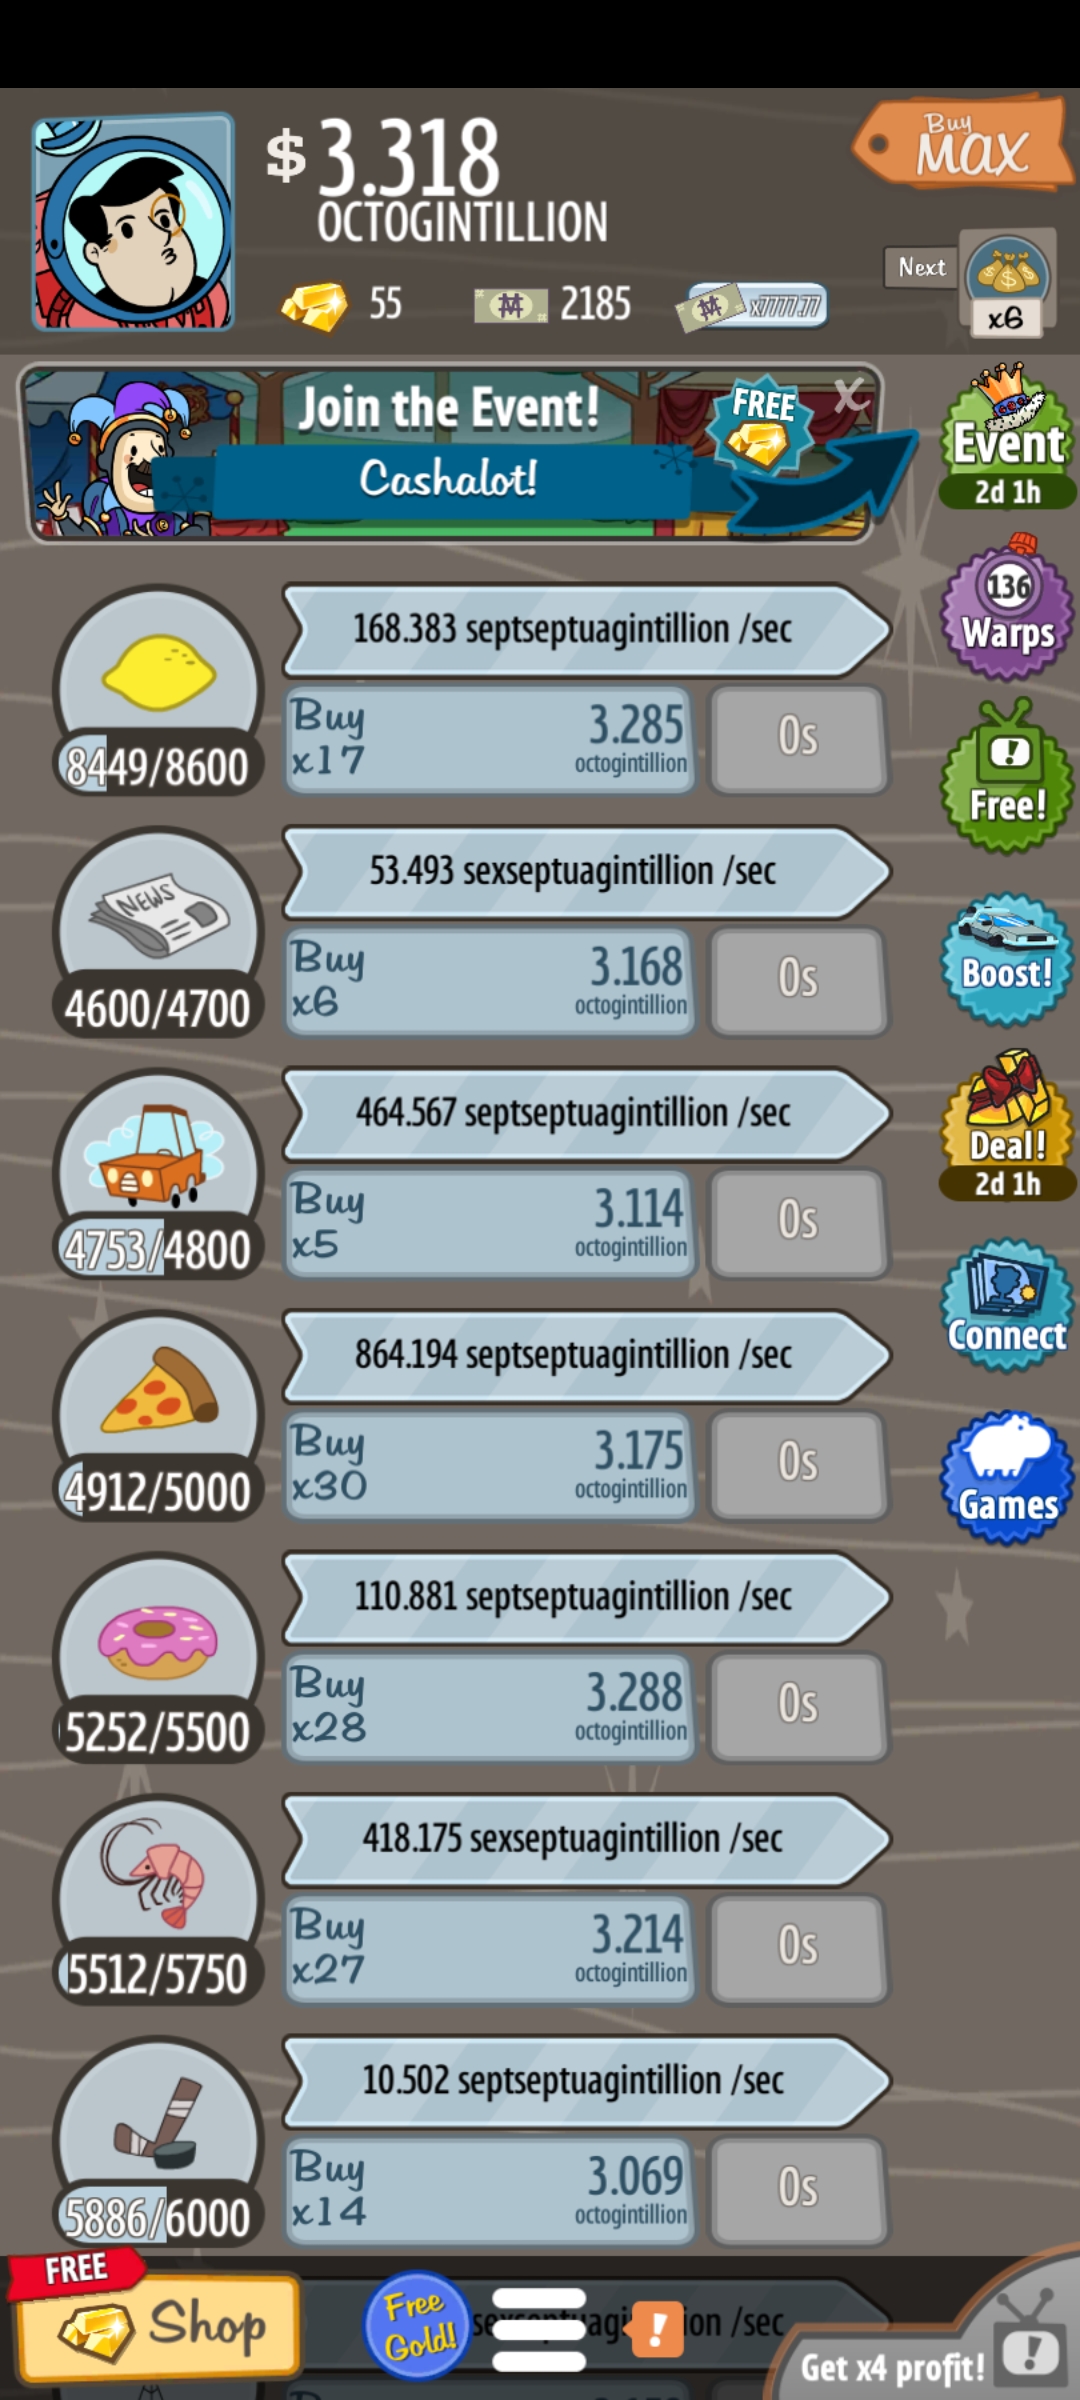 $ 3.318
OCTOGINTILLION
Buy
Max
55
2185
x7777.77
Next
x6
Join the Event!
Cashalot!
FREE
X
Event
2d 1h
168.383 septseptuagintillion /sec
136
Warps
8449/8600
Buy
x17
3.285
octogintillion
0s
Free!
53.493 sexseptuagintillion /sec
NEWS
4600/4700
Buy
x6
3.168
octogintillion
0s
Boost!
464.567 septseptuagintillion /sec
4753/4800
Buy
x5
3.114
octogintillion
0s
Deal!
2d 1h
864.194 septseptuagintillion /sec
4912/5000
Buy
x30
3.175
octogintillion
0s
Connect
Games
110.881 septseptuagintillion /sec
5252/5500
Buy
x28
3.288
octogintillion
0s
418.175 sexseptuagintillion /sec
5512/5750
Buy
x27
3.214
octogintillion
0s
10.502 septseptuagintillion /sec
5886/6000
Buy
x14
3.069
octogintillion
0s
FREE
Shop
Free
Gold!
!
/sec
Get x4 profit!
!